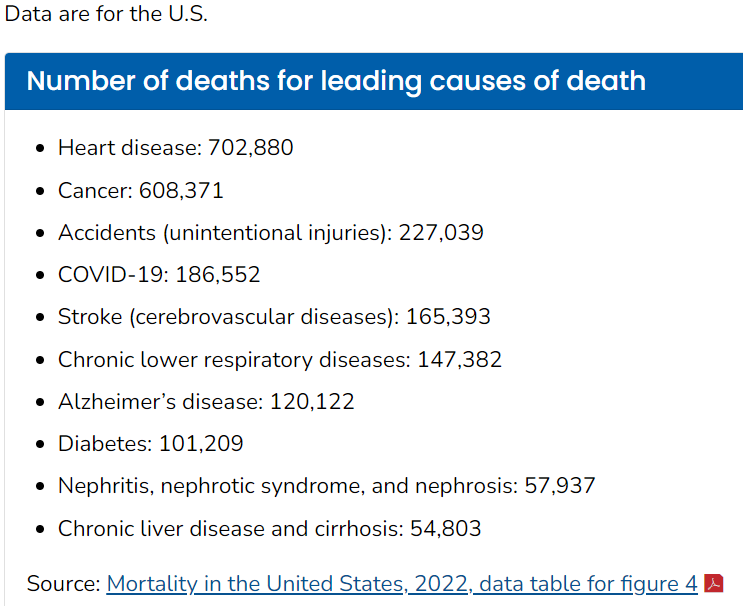 Data are for the U.S.
Number of deaths for leading causes of death
• Heart disease: 702,880
• Cancer: 608,371
• Accidents (unintentional injuries): 227,039
• COVID-19: 186,552
• Stroke (cerebrovascular diseases): 165,393
• Chronic lower respiratory diseases: 147,382
• Alzheimer’s disease: 120,122
• Diabetes: 101,209
• Nephritis, nephrotic syndrome, and nephrosis: 57,937
• Chronic liver disease and cirrhosis: 54,803
Source: Mortality in the United States, 2022, data table for figure 4